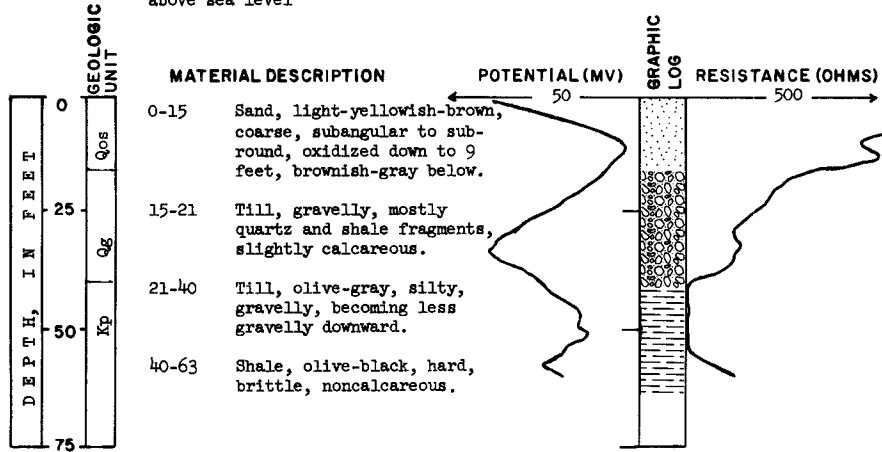 above sea level
GEOLOGIC
UNIT
MATERIAL DESCRIPTION
POTENTIAL (MV)
GRAPHIC
LOG
RESISTANCE (OHMS)
50
500
DEPTH, IN FEET
0
25
50
75
Qos
Qg
Kp
0-15 Sand, light-yellowish-brown,
coarse, subangular to sub-
round, oxidized down to 9
feet, brownish-gray below.
15-21 Till, gravelly, mostly
quartz and shale fragments,
slightly calcareous.
21-40 Till, olive-gray, silty,
gravelly, becoming less
gravelly downward.
40-63 Shale, olive-black, hard,
brittle, noncalcareous.